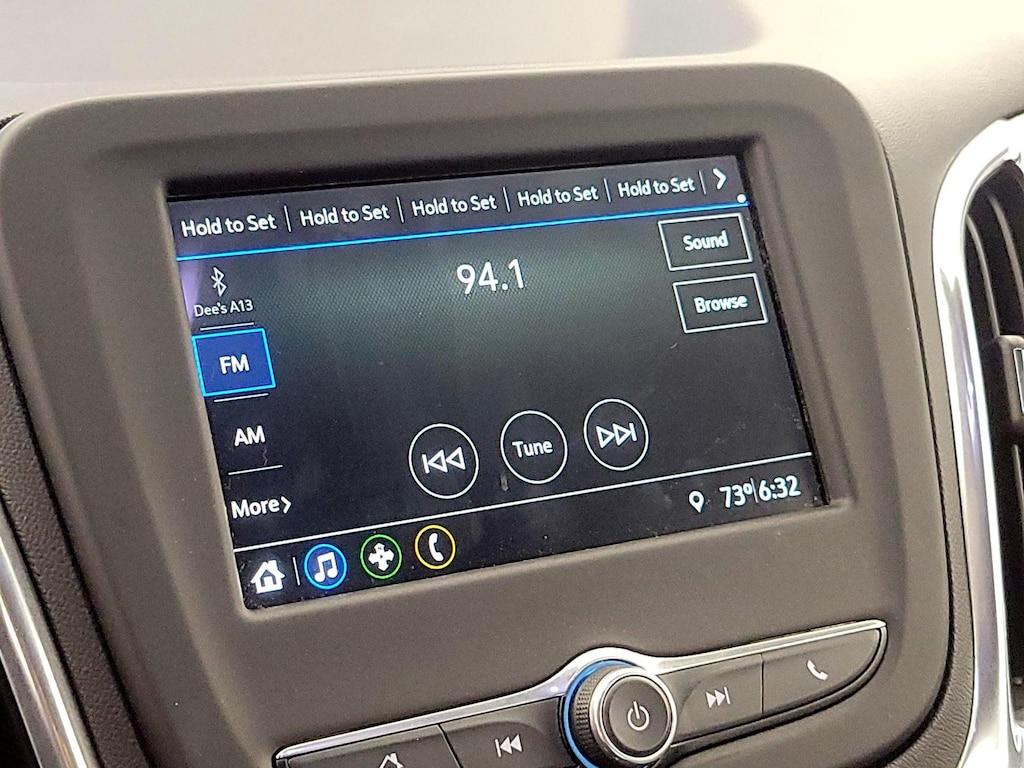 Hold to Set Hold to Set Hold to Set Hold to Set Hold to Set
Sound
94.1
Dee's A13
Browse
FM
AM
Tune
More
73° 6:32